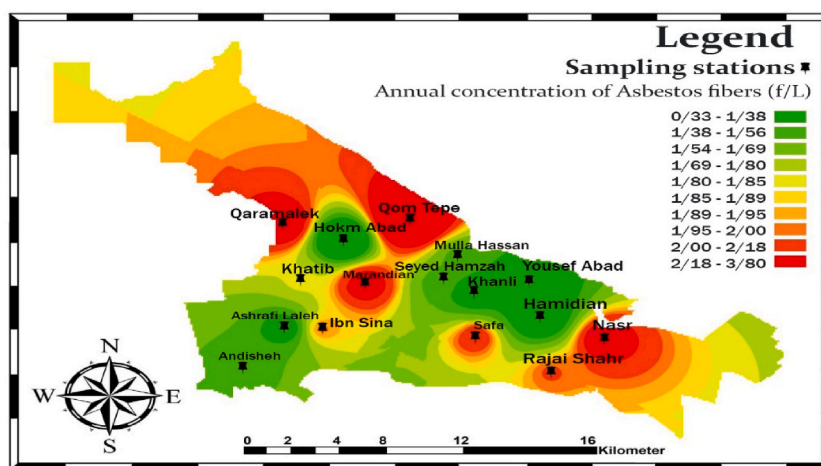 Legend
Sampling stations
Annual concentration of Asbestos fibers (f/L)
0/33 - 1/38
1/38 - 1/56
1/54 - 1/69
1/69 - 1/80
1/80 - 1/85
1/85 - 1/89
1/89 - 1/95
1/95 - 2/00
2/00 - 2/18
2/18 - 3/80
Qaramalek
Qom Tepe
Hokm Abad
Mulla Hassan
Khatib
Marandian
Seyed Hamzah
Yousef Abad
Khanli
Hamidian
Ashrafi Laleh
Ibn Sina
Safa
Nasr
Andisheh
Rajai Shahr
N
W E
S
0 2 4 8 12 16
Kilometer